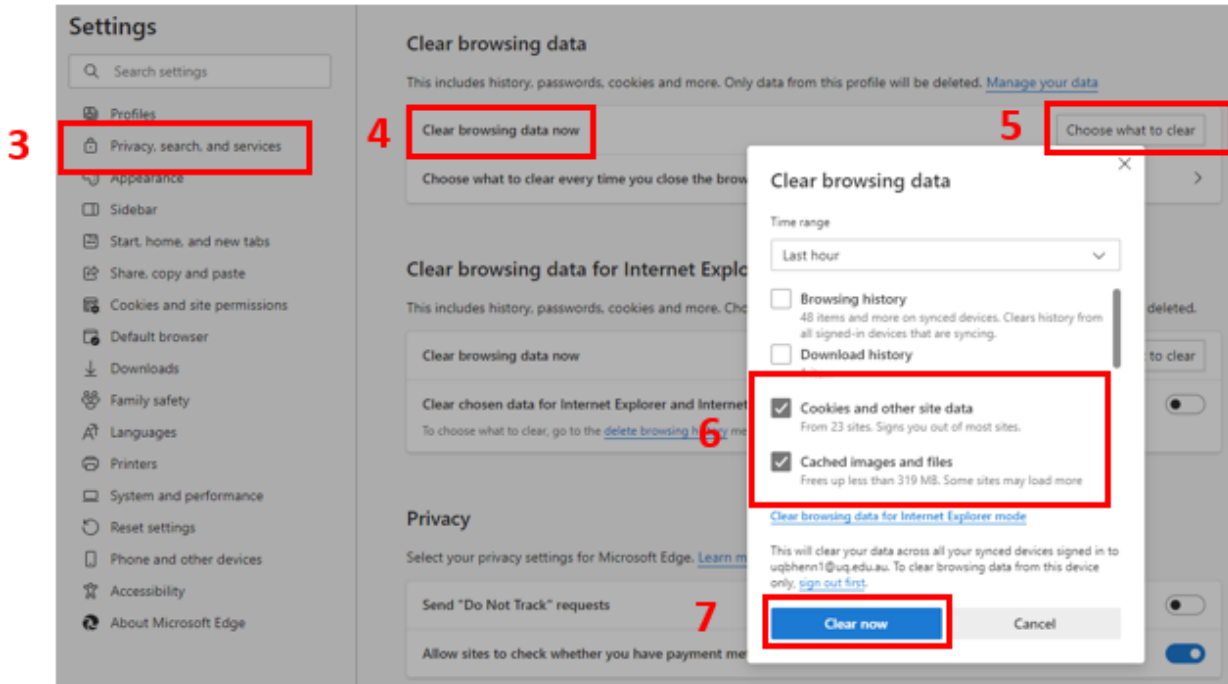 Settings
Search settings
Profiles
3
Privacy, search, and services
Appearance
Sidebar
Start, home, and new tabs
Share, copy and paste
Cookies and site permissions
Default browser
Downloads
Family safety
Languages
Printers
System and performance
Reset settings
Phone and other devices
Accessibility
About Microsoft Edge
Clear browsing data
This includes history, passwords, cookies and more. Only data from this profile will be deleted. Manage your data
4
Clear browsing data now
5
Choose what to clear
Choose what to clear every time you close the brow
Clear browsing data for Internet Explo
This includes history, passwords, cookies and more. Cho
deleted.
Clear browsing data now
to clear
Clear chosen data for Internet Explorer and Internet
To choose what to clear, go to the delete browsing history me
Privacy
Select your privacy settings for Microsoft Edge. Learn m
Send "Do Not Track" requests
Allow sites to check whether you have payment me
Clear browsing data
Time range
Last hour
Browsing history
48 items and more on synced devices. Clears history from
all signed-in devices that are syncing.
Download history
6
Cookies and other site data
From 23 sites. Signs you out of most sites.
Cached images and files
Frees up less than 319 MB. Some sites may load more
Clear browsing data for Internet Explorer mode
This will clear your data across all your synced devices signed in to
uqbhenn1@uq.edu.au. To clear browsing data from this device
only, sign out first.
7
Clear now
Cancel